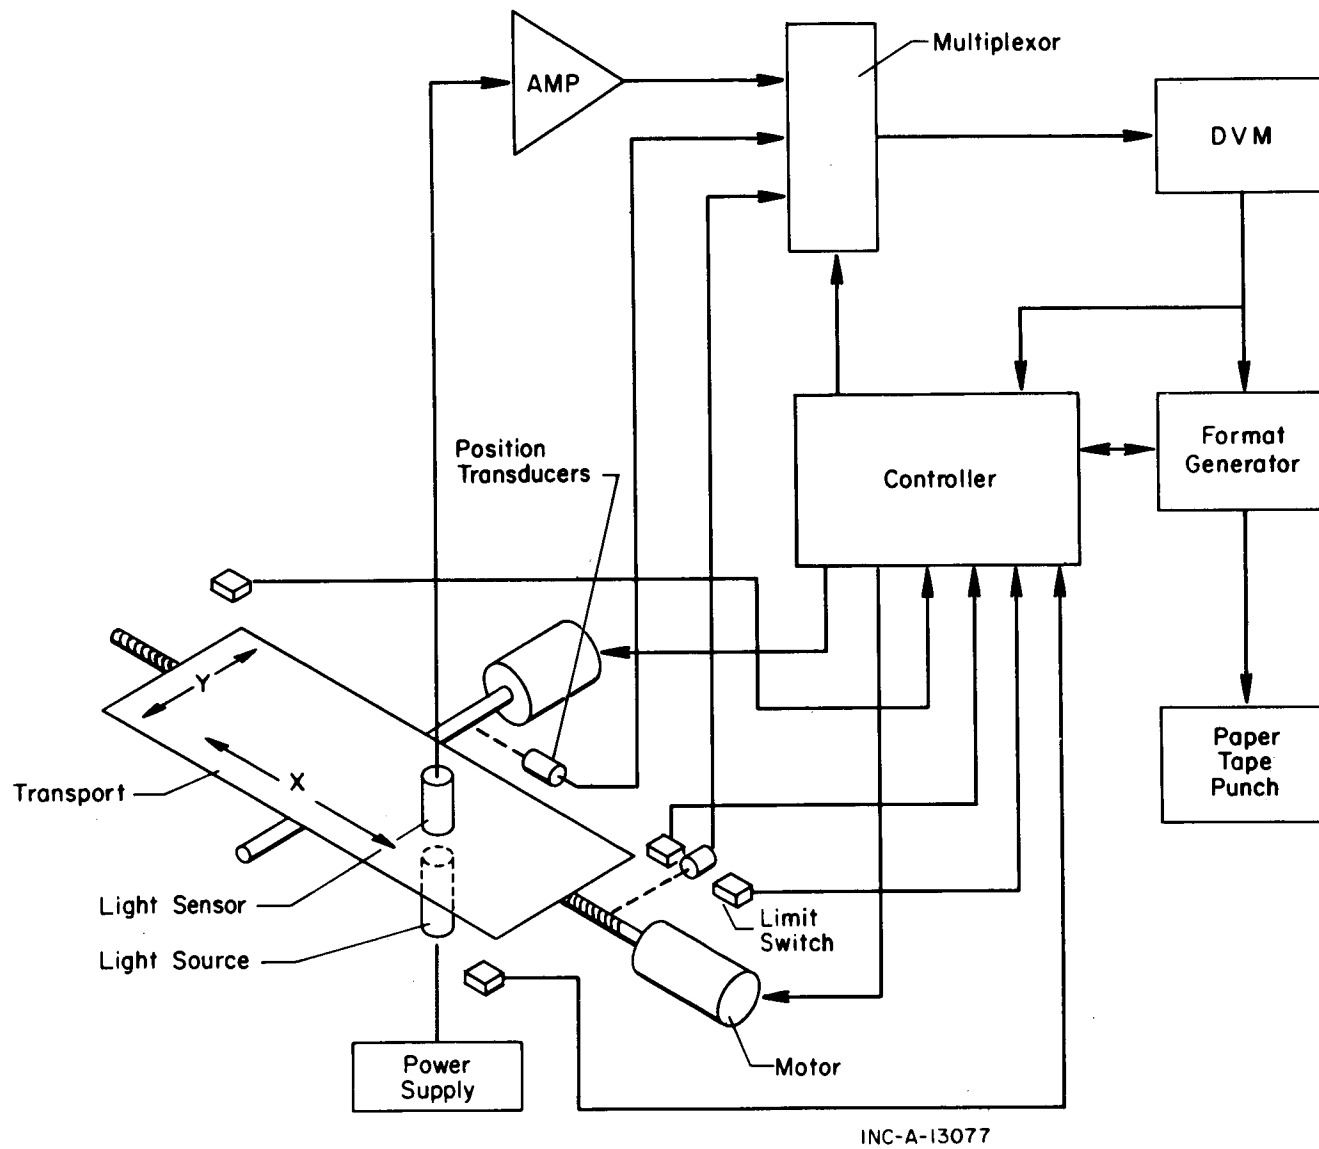 Multiplexor
AMP
DVM
Position
Transducers
Format
Generator
Controller
Y
X
Transport
Paper
Tape
Punch
Light Sensor
Limit
Switch
Light Source
Power
Supply
Motor
INC-A-13077